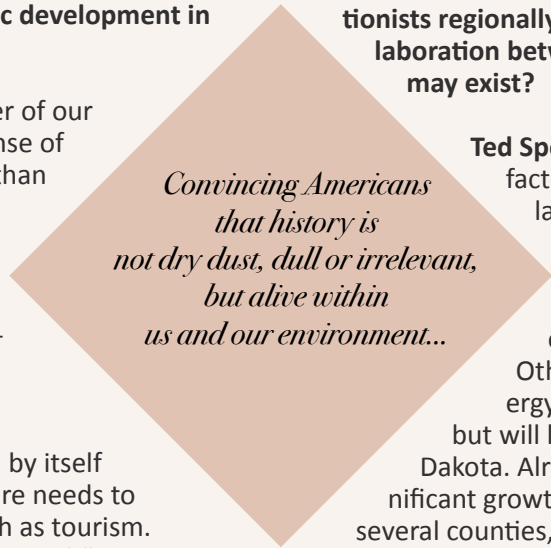 c development in
er of our
nse of
than
by itself
re needs to
h as tourism.
Convincing Americans
that history is
not dry dust, dull or irrelevant,
but alive within
us and our environment...
tionists regionally
laboration betw
may exist?
Ted Spe
fact
la
Oth
ergy
but will l
Dakota. Alr
nificant growt
several counties,